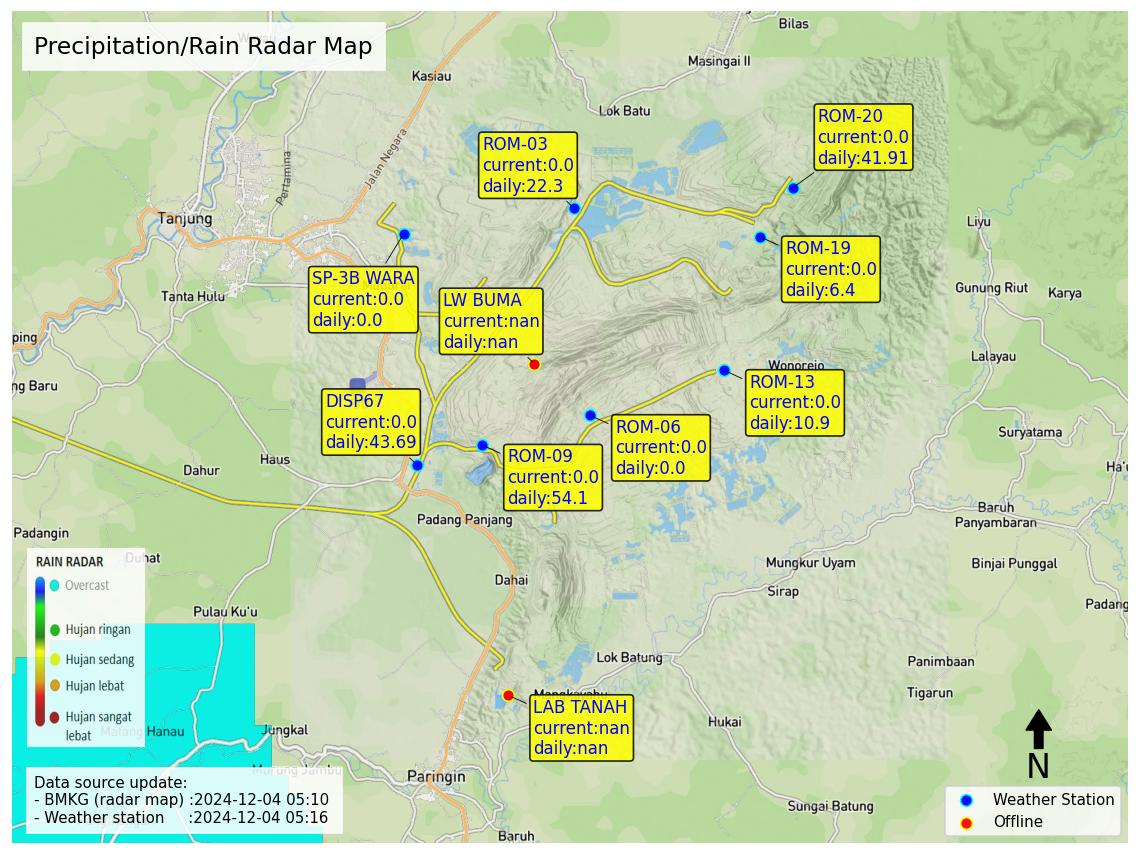 Precipitation/Rain Radar Map
Bilas
Masingai II
Kasiau
Lok Batu
Jalan Negara
Pertamina
Tanjung
Tanta Hulu
ROM-20
current:0.0
daily:41.91
ROM-03
current:0.0
daily:22.3
ROM-19
current:0.0
daily:6.4
SP-3B WARA
current:0.0
daily:0.0
LW BUMA
current:nan
daily:nan
Liyu
Gunung Riut
Karya
Lalayau
Suryatama
Ha'u
ping
ng Baru
Wonorejo
ROM-13
current:0.0
daily:10.9
DISP67
current:0.0
daily:43.69
ROM-06
current:0.0
daily:0.0
ROM-09
current:0.0
daily:54.1
Dahur
Haus
Padang Panjang
Padangin
Duhat
Dahai
Baruh
Panyambaran
Binjai Punggal
Mungkur Uyam
Sirap
Padang
Pulau Ku'u
RAIN RADAR
Overcast
Hujan ringan
Hujan sedang
Hujan lebat
Hujan sangat
lebat
Matang Hanau
Jungkal
Murung Jambu
Lok Batung
Mangkayahu
Panimbaan
Tigarun
Hukai
LAB TANAH
current:nan
daily:nan
Paringin
Sungai Batung
Baruh
Data source update:
- BMKG (radar map) :2024-12-04 05:10
- Weather station :2024-12-04 05:16
N
Weather Station
Offline